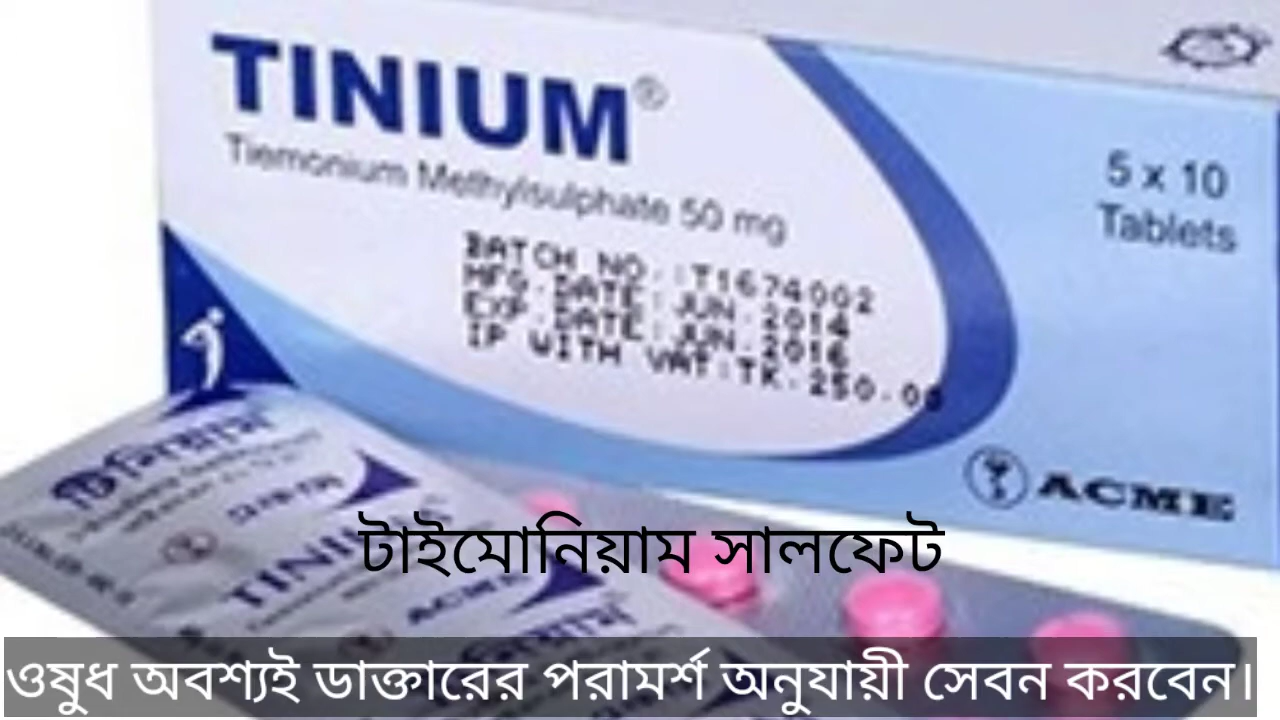 TINIUM®
Tiemonium Methylsulphate 50 mg
BATCH NO.:T1674002
MFG.DATE:JUN.2014
EXP.DATE:JUN.2016
IP WITH VAT:TK.250.00
5 x 10
Tablets
ACME
টিনিয়াম
TINIUM
ACME
টাইমোনিয়াম সালফেট
ওষুধ অবশ্যই ডাক্তারের পরামর্শ অনুযায়ী সেবন করবেন।